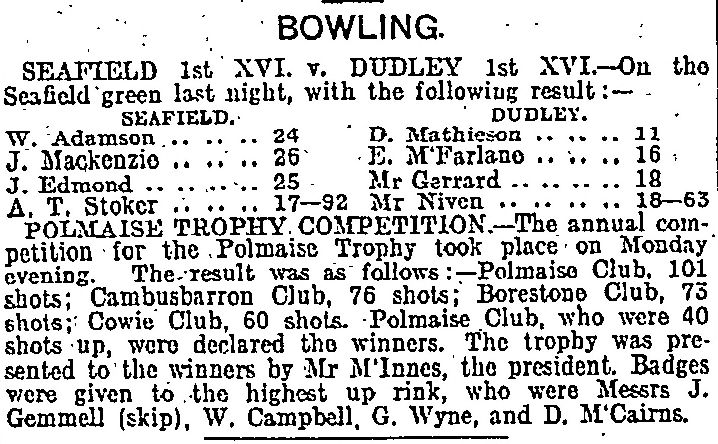 BOWLING.
SEAFIELD 1st XVI. v. DUDLEY 1st XVI.—On the
Seafield green last night, with the following result:—
SEAFIELD. DUDLEY.
W. Adamson .. .. .. 24 D. Mathieson .. .. .. 11
J. Mackenzie .. .. .. 26 E. M'Farlane .. .. .. 16
J. Edmond .. .. .. .. 25 Mr Gerrard .. .. .. .. 18
A. T. Stoker .. .. .. 17—92 Mr Niven .. .. .. .. 18—63
POLMAISE TROPHY COMPETITION.—The annual com-
petition for the Polmaise Trophy took place on Monday
evening. The result was as follows:—Polmaise Club, 101
shots; Cambusbarron Club, 76 shots; Borestone Club, 73
shots; Cowie Club, 60 shots. Polmaise Club, who were 40
shots up, were declared the winners. The trophy was pre-
sented to the winners by Mr M'Innes, the president. Badges
were given to the highest up rink, who were Messrs J.
Gemmell (skip), W. Campbell, G. Wyne, and D. M'Cairns.